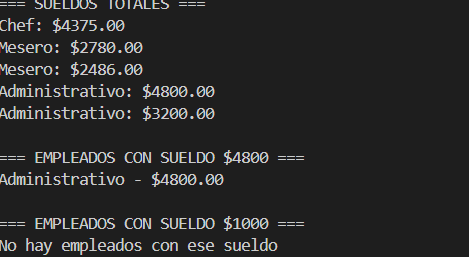 === SUELDOS TOTALES ===
Chef: $4375.00
Mesero: $2780.00
Mesero: $2486.00
Administrativo: $4800.00
Administrativo: $3200.00
=== EMPLEADOS CON SUELDO $4800 ===
Administrativo - $4800.00
=== EMPLEADOS CON SUELDO $1000 ===
No hay empleados con ese sueldo